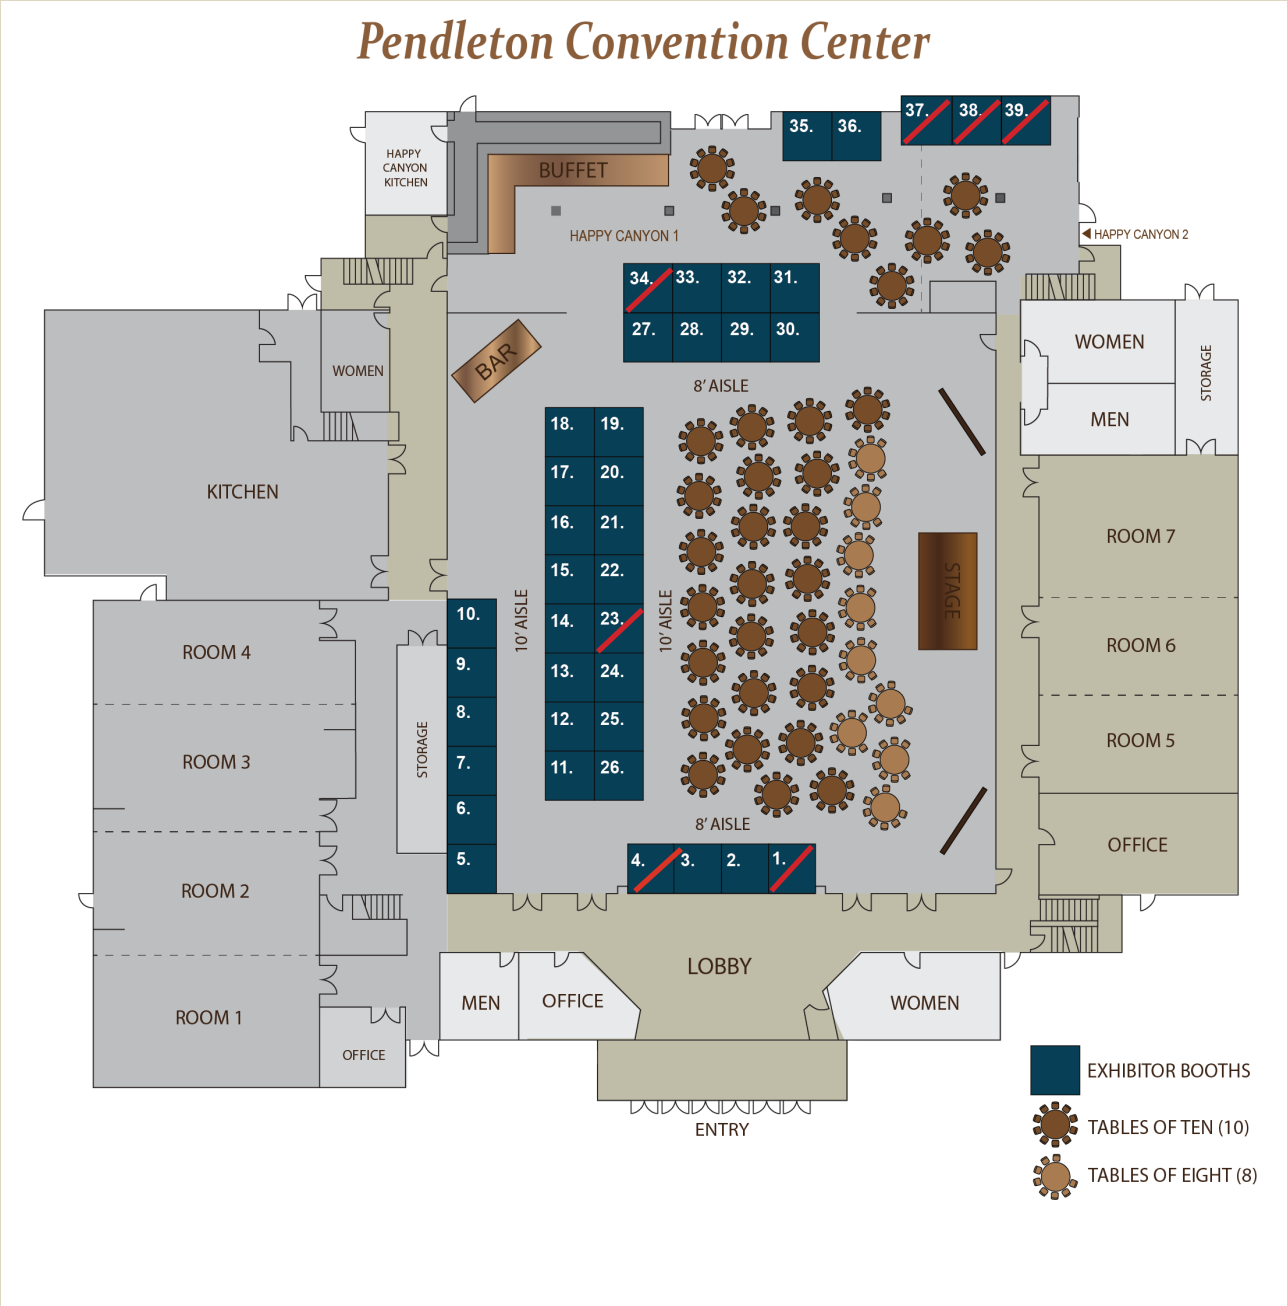 Pendleton Convention Center
37. 38. 39.
35. 36.
HAPPY
CANYON
KITCHEN
BUFFET
HAPPY CANYON 1
HAPPY CANYON 2
34. 33. 32. 31.
27. 28. 29. 30.
BAR
WOMEN
WOMEN
MEN
STORAGE
8' AISLE
18. 19.
17. 20.
16. 21.
15. 22.
14. 23.
13. 24.
12. 25.
11. 26.
KITCHEN
10' AISLE
10' AISLE
STAGE
ROOM 7
ROOM 6
ROOM 5
OFFICE
10.
9.
8.
7.
6.
5.
ROOM 4
ROOM 3
ROOM 2
ROOM 1
STORAGE
OFFICE
8' AISLE
4. 3. 2. 1.
LOBBY
MEN
OFFICE
WOMEN
ENTRY
EXHIBITOR BOOTHS
TABLES OF TEN (10)
TABLES OF EIGHT (8)